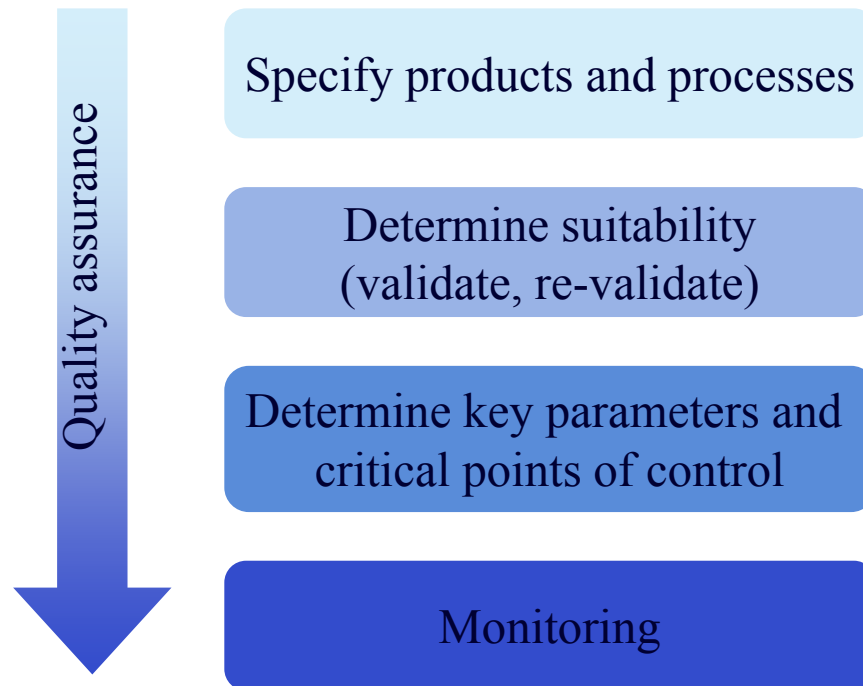 Quality assurance
Specify products and processes
Determine suitability
(validate, re-validate)
Determine key parameters and
critical points of control
Monitoring